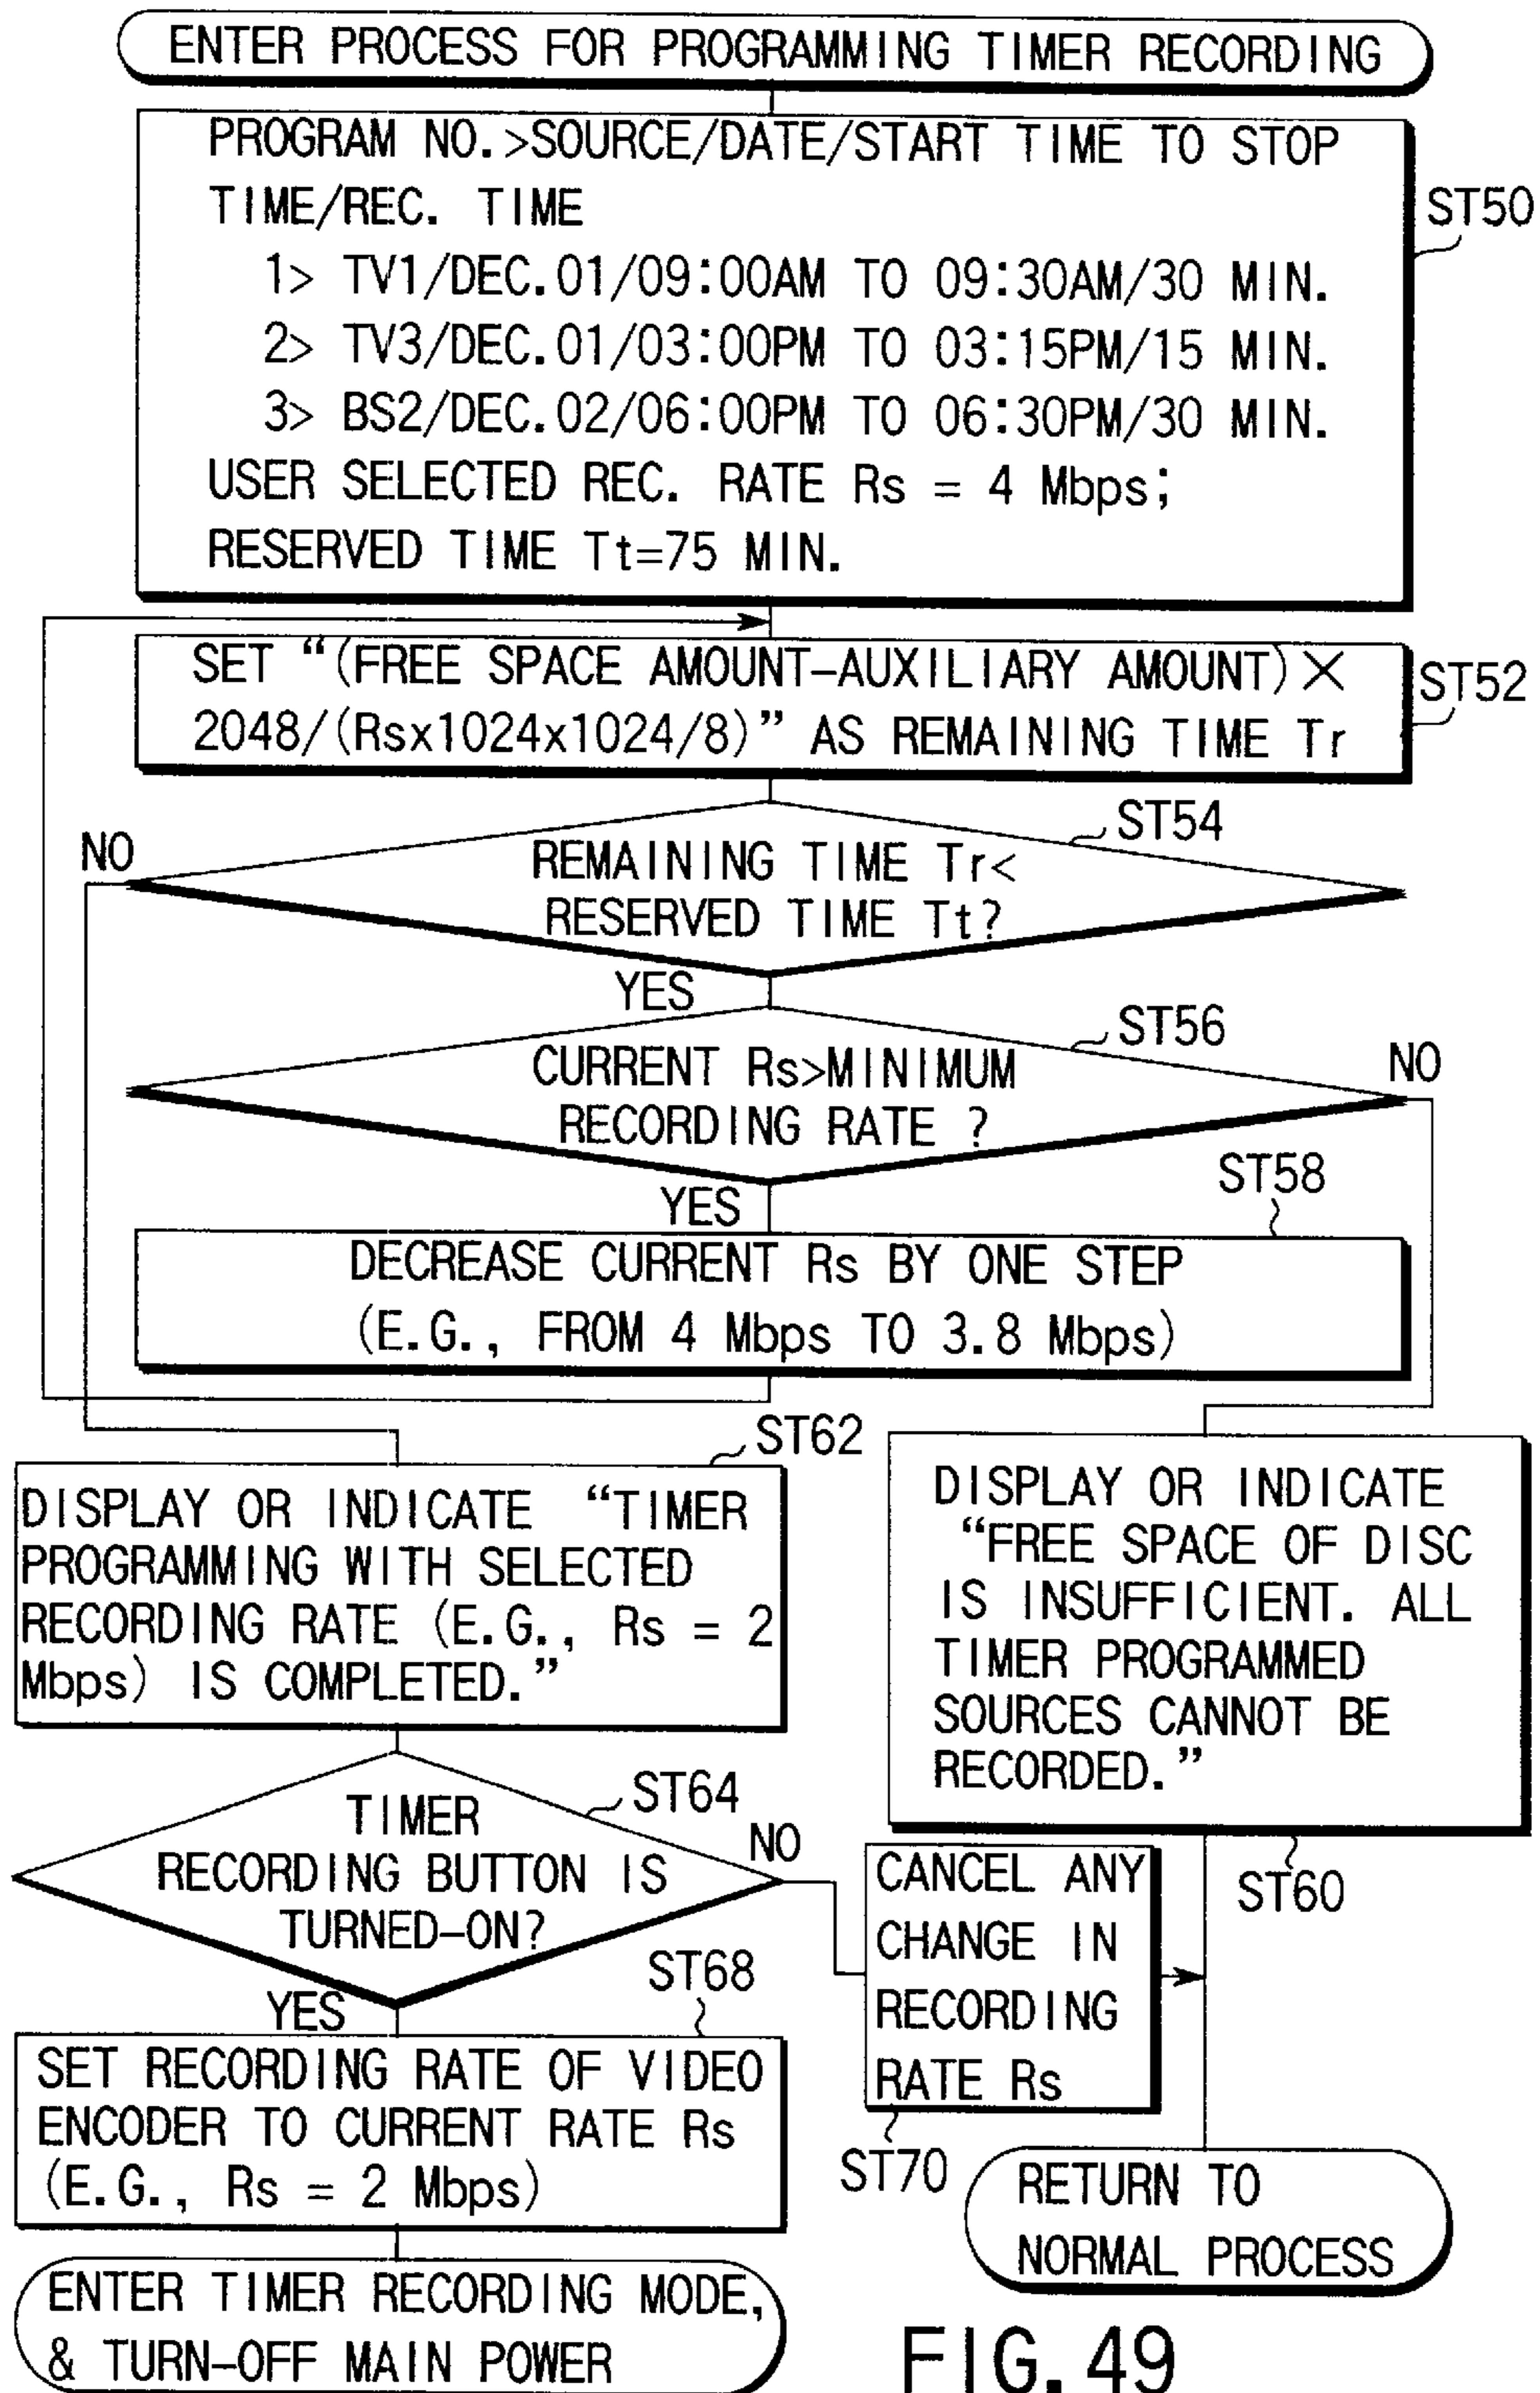 ENTER PROCESS FOR PROGRAMMING TIMER RECORDING
PROGRAM NO.>SOURCE/DATE/START TIME TO STOP
TIME/REC. TIME
1> TV1/DEC.01/09:00AM TO 09:30AM/30 MIN.
2> TV3/DEC.01/03:00PM TO 03:15PM/15 MIN.
3> BS2/DEC.02/06:00PM TO 06:30PM/30 MIN.
USER SELECTED REC. RATE Rs = 4 Mbps;
RESERVED TIME Tt=75 MIN.
ST50
SET “(FREE SPACE AMOUNT-AUXILIARY AMOUNT)×
2048/(Rsx1024x1024/8)” AS REMAINING TIME Tr
ST52
ST54
NO
REMAINING TIME Tr<
RESERVED TIME Tt?
YES
ST56
CURRENT Rs>MINIMUM
RECORDING RATE ?
NO
YES
ST58
DECREASE CURRENT Rs BY ONE STEP
(E.G., FROM 4 Mbps TO 3.8 Mbps)
ST62
DISPLAY OR INDICATE “TIMER
PROGRAMMING WITH SELECTED
RECORDING RATE (E.G., Rs = 2
Mbps) IS COMPLETED.”
DISPLAY OR INDICATE
“FREE SPACE OF DISC
IS INSUFFICIENT. ALL
TIMER PROGRAMMED
SOURCES CANNOT BE
RECORDED.”
ST60
ST64
TIMER
RECORDING BUTTON IS
TURNED-ON?
NO
YES
CANCEL ANY
CHANGE IN
RECORDING
RATE Rs
ST70
ST68
SET RECORDING RATE OF VIDEO
ENCODER TO CURRENT RATE Rs
(E.G., Rs = 2 Mbps)
RETURN TO
NORMAL PROCESS
ENTER TIMER RECORDING MODE,
& TURN-OFF MAIN POWER
FIG. 49